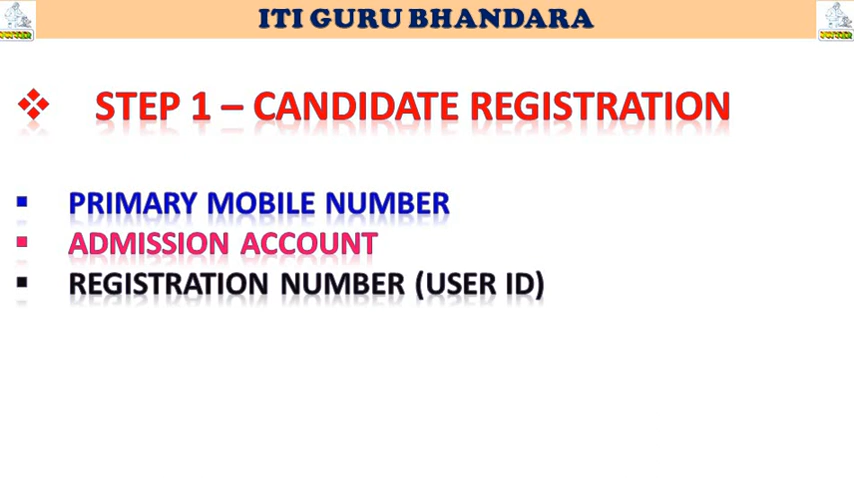 ITI GURU BHANDARA
STEP 1 – CANDIDATE REGISTRATION
PRIMARY MOBILE NUMBER
ADMISSION ACCOUNT
REGISTRATION NUMBER (USER ID)